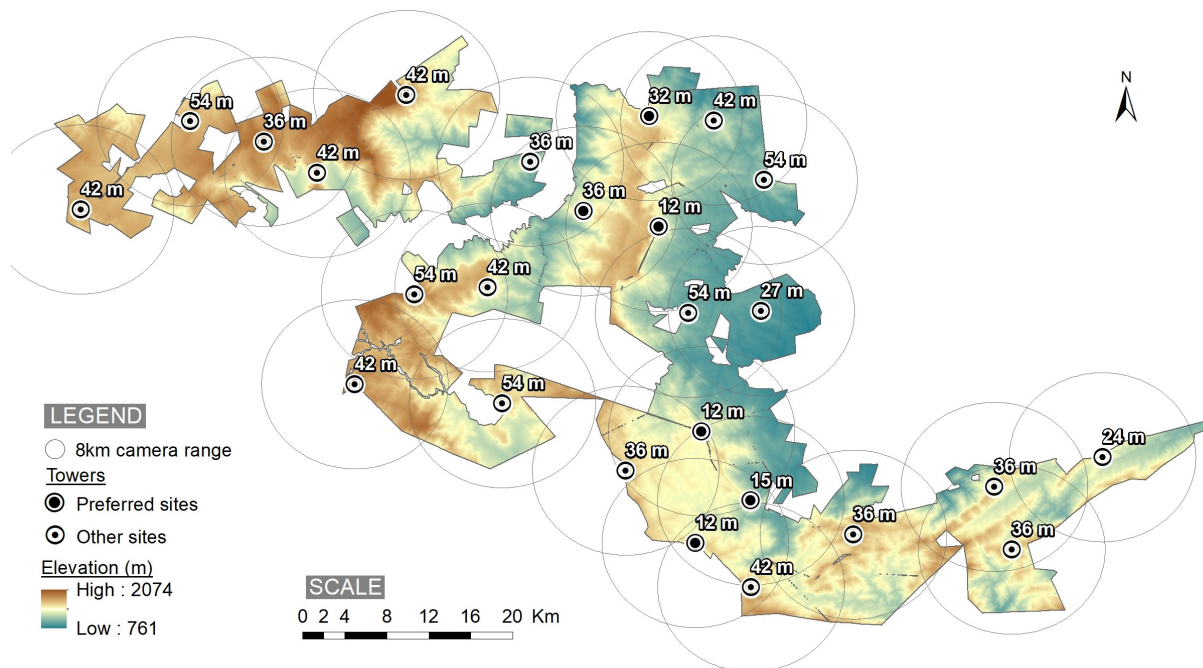 42 m
54 m
32 m
42 m
36 m
36 m
42 m
54 m
42 m
36 m
12 m
42 m
54 m
54 m
27 m
42 m
54 m
12 m
24 m
36 m
36 m
15 m
36 m
12 m
36 m
42 m
N
LEGEND
8km camera range
Towers
Preferred sites
Other sites
Elevation (m)
High : 2074
Low : 761
SCALE
0 2 4 8 12 16 20 Km